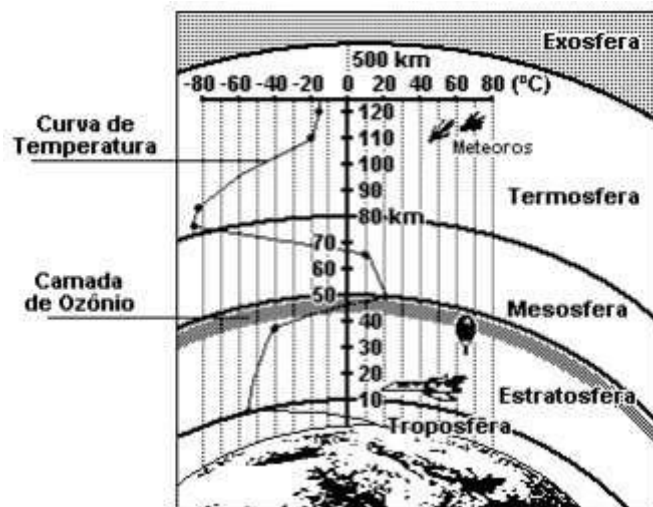 Exosfera
500 km
-80 -60 -40 -20 0 20 40 60 80 (ºC)
120
Curva de
Temperatura
110
Meteoros
100
90
Termosfera
80 km
70
60
Camada
de Ozônio
50
Mesosfera
40
30
20
Estratosfera
10
Troposfera